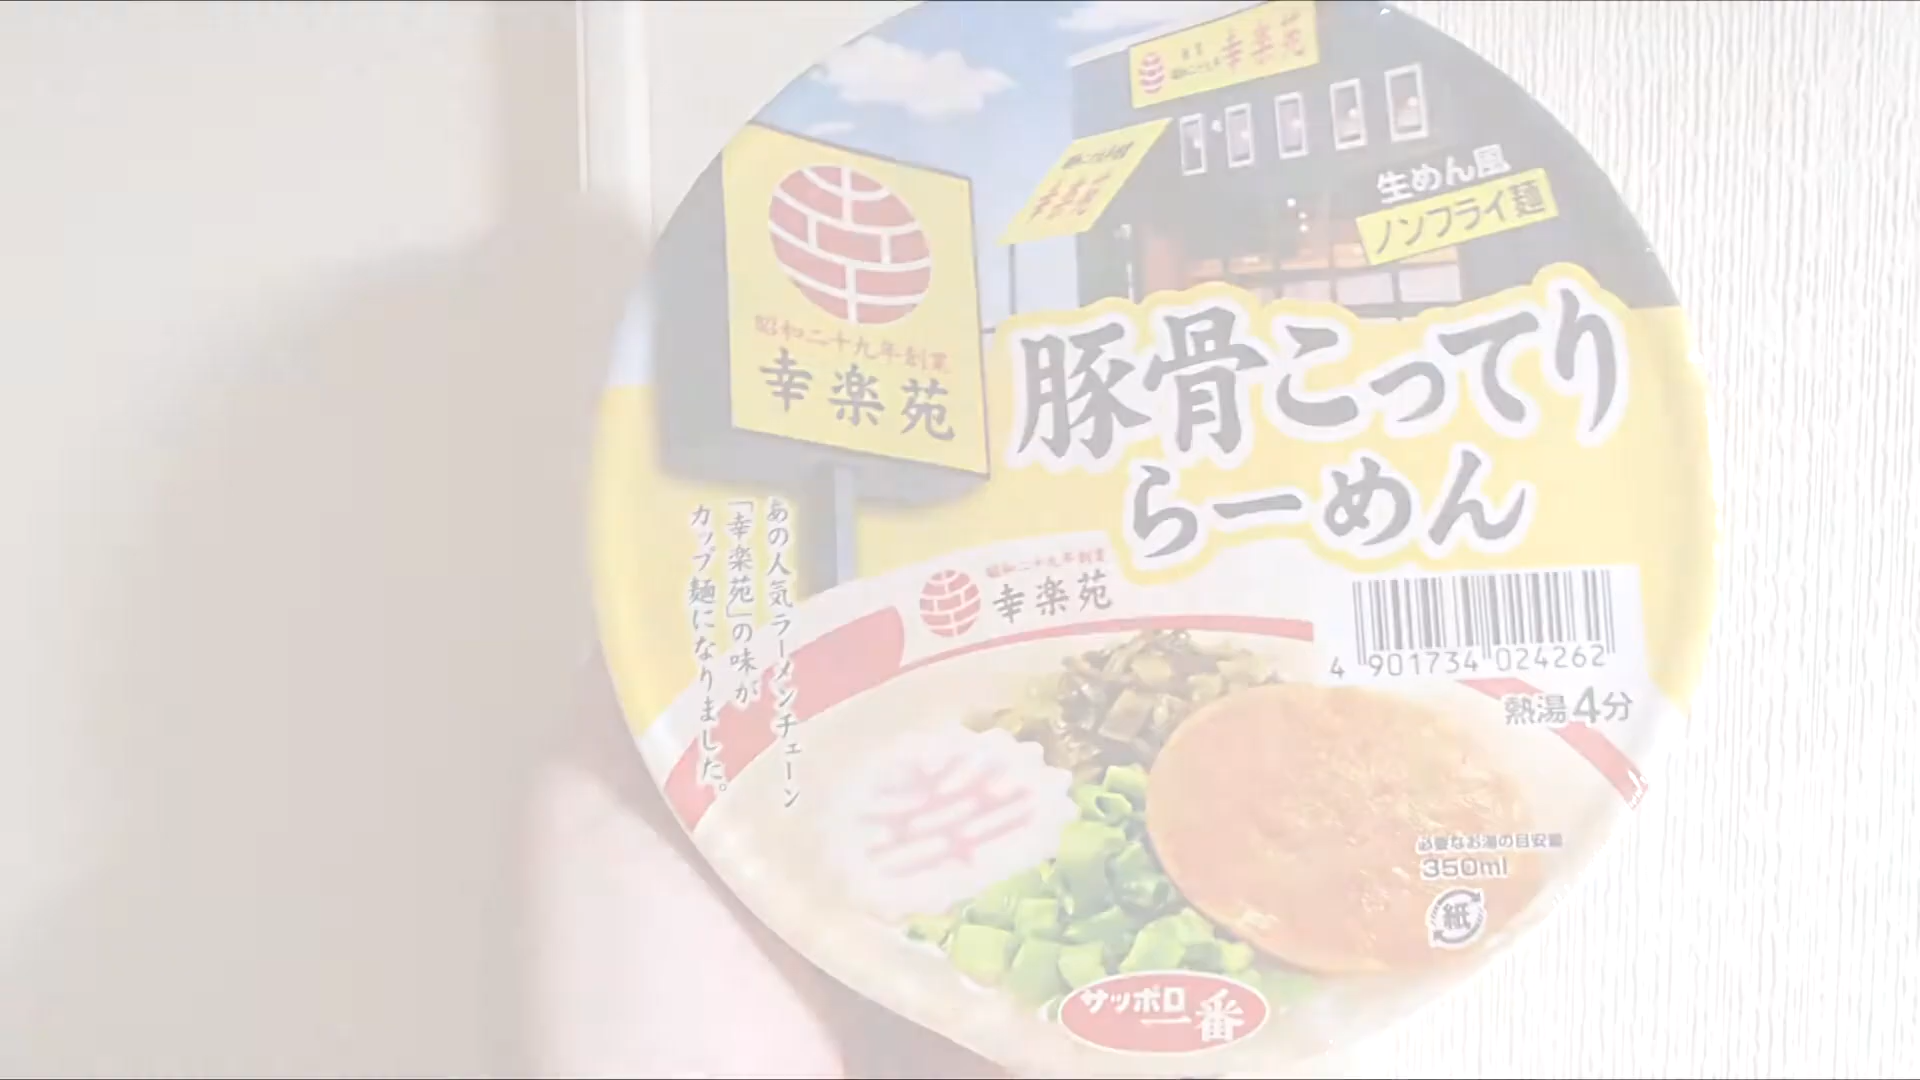 幸楽苑
幸楽苑
生めん風
ノンフライ麺
昭和二十九年創業
幸楽苑
豚骨こってり
らーめん
あの人気ラーメンチェーン
「幸楽苑」の味が
カップ麺になりました。
昭和二十九年創業
幸楽苑
4 901734 024262
熱湯4分
幸
必要なお湯の目安量
350ml
紙
サッポロ
一番